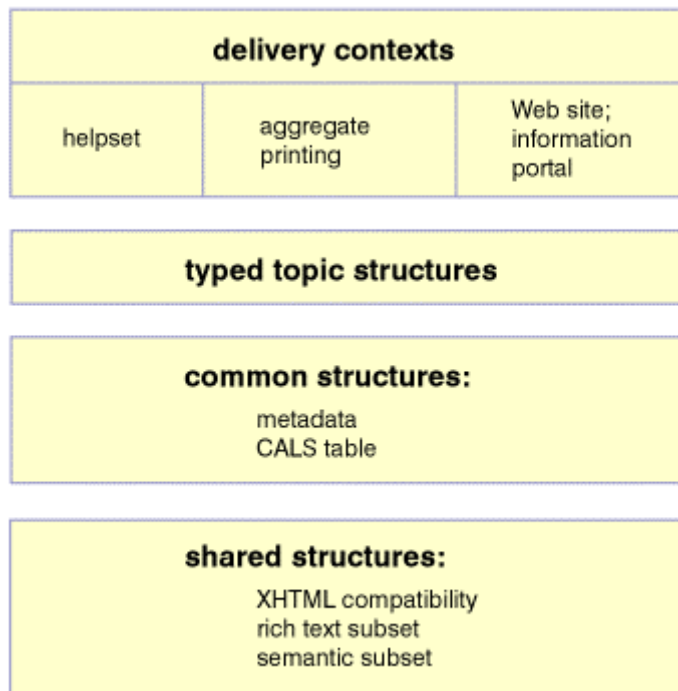 delivery contexts
helpset
aggregate
printing
Web site;
information
portal
typed topic structures
common structures:
metadata
CALS table
shared structures:
XHTML compatibility
rich text subset
semantic subset